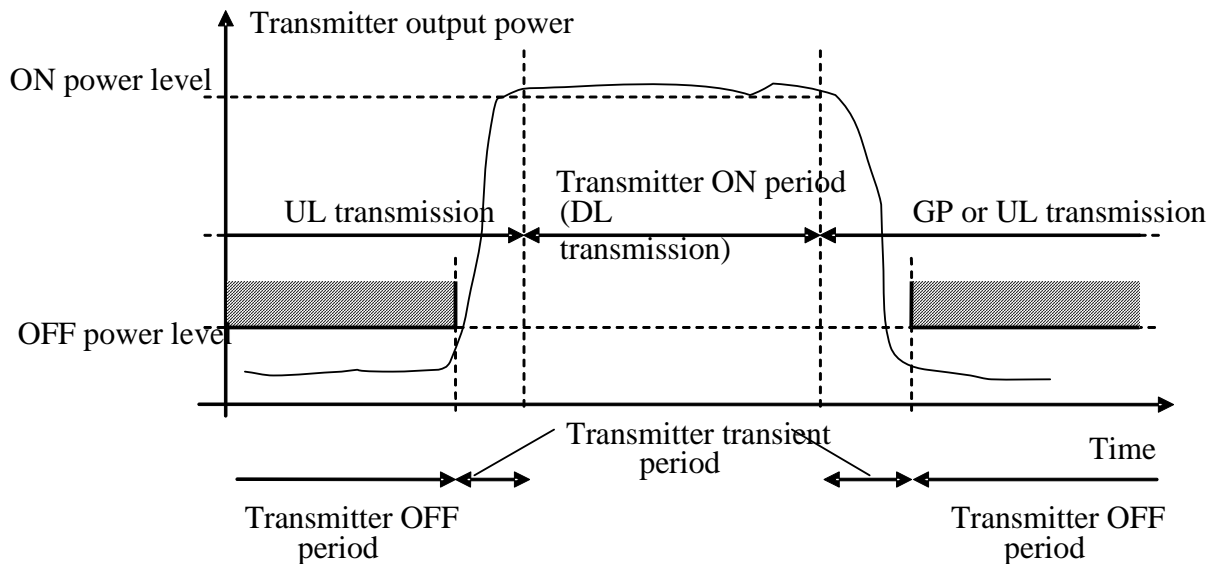 Transmitter output power
ON power level
Transmitter ON period
UL transmission
(DL
transmission)
GP or UL transmission
OFF power level
Transmitter transient
period
Time
Transmitter OFF
period
Transmitter OFF
period